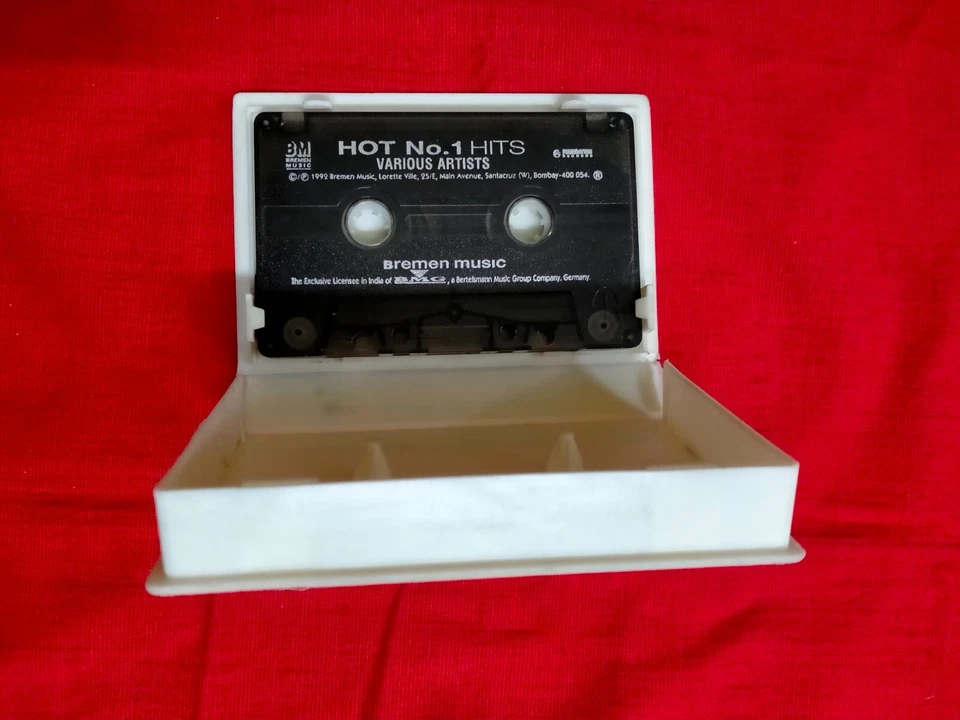 BM
BREMEN
MUSIC
HOT No.1 HITS
VARIOUS ARTISTS
©/℗ 1992 Bremen Music, Lorette Ville, 25/E, Main Avenue, Santacruz (W), Bombay-400 054. ®
RECORDS
Bremen music
The Exclusive Licensee in India of BMG, a Bertelsmann Music Group Company, Germany.